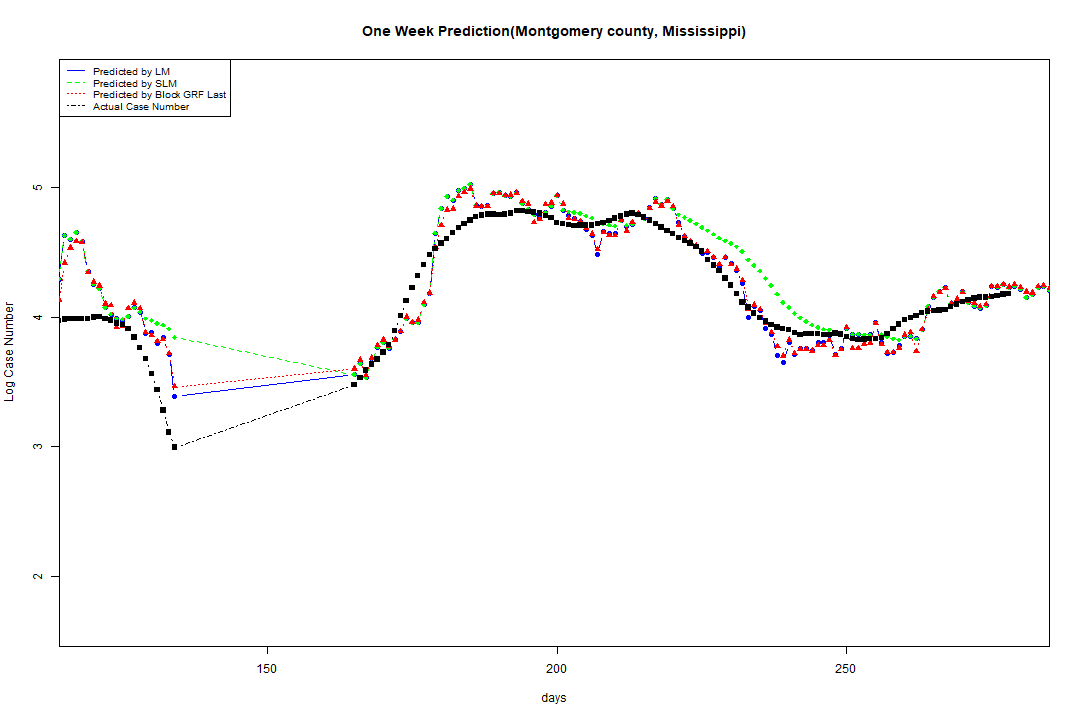 One Week Prediction(Montgomery county, Mississippi)
Predicted by LM
Predicted by SLM
Predicted by Block GRF Last
Actual Case Number
5
4
3
2
Log Case Number
150
200
250
days